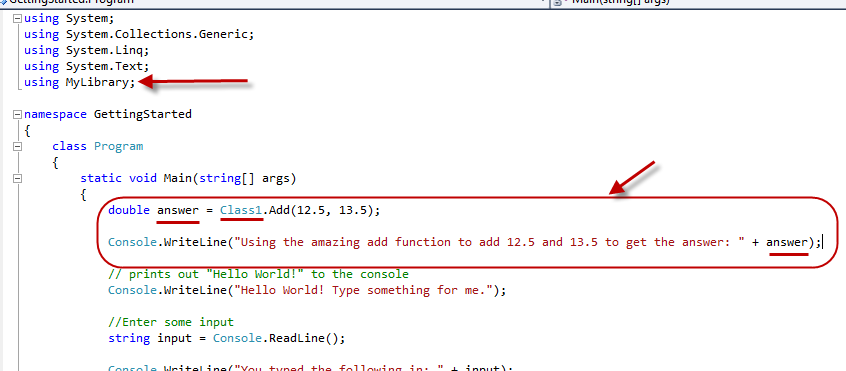 GettingStarted.Program Main(string[] args)
using System;
using System.Collections.Generic;
using System.Linq;
using System.Text;
using MyLibrary;
namespace GettingStarted
{
class Program
{
static void Main(string[] args)
{
double answer = Class1.Add(12.5, 13.5);
Console.WriteLine("Using the amazing add function to add 12.5 and 13.5 to get the answer: " + answer);
// prints out "Hello World!" to the console
Console.WriteLine("Hello World! Type something for me.");
//Enter some input
string input = Console.ReadLine();
Console.WriteLine("You typed the following in: " + input);